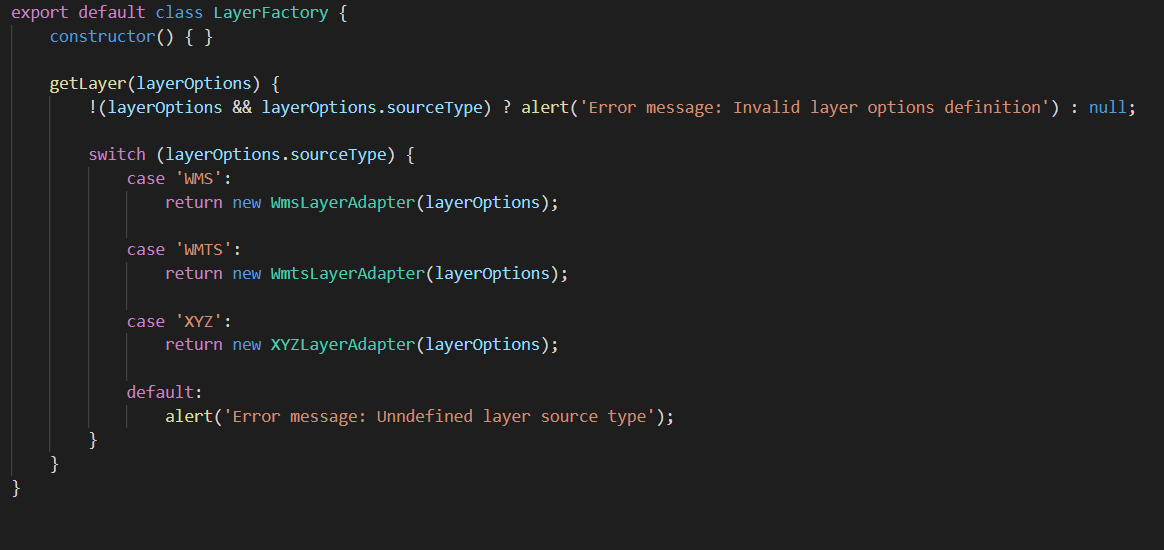 export default class LayerFactory {
constructor() { }
getLayer(layerOptions) {
!(layerOptions && layerOptions.sourceType) ? alert('Error message: Invalid layer options definition') : null;
switch (layerOptions.sourceType) {
case 'WMS':
return new WmsLayerAdapter(layerOptions);
case 'WMTS':
return new WmtsLayerAdapter(layerOptions);
case 'XYZ':
return new XYZLayerAdapter(layerOptions);
default:
alert('Error message: Unndefined layer source type');
}
}
}